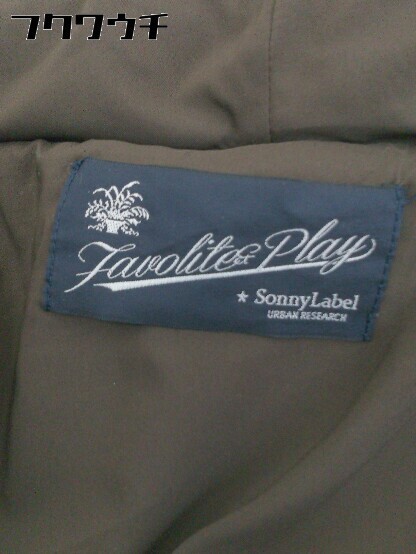 フクワウチ
Favolite & Play
★ SonnyLabel
URBAN RESEARCH